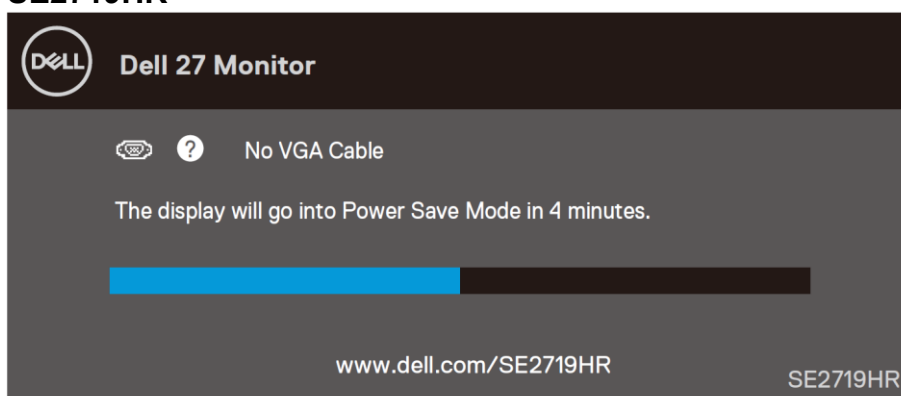 SE2719HR
DELL
Dell 27 Monitor
? No VGA Cable
The display will go into Power Save Mode in 4 minutes.
www.dell.com/SE2719HR
SE2719HR